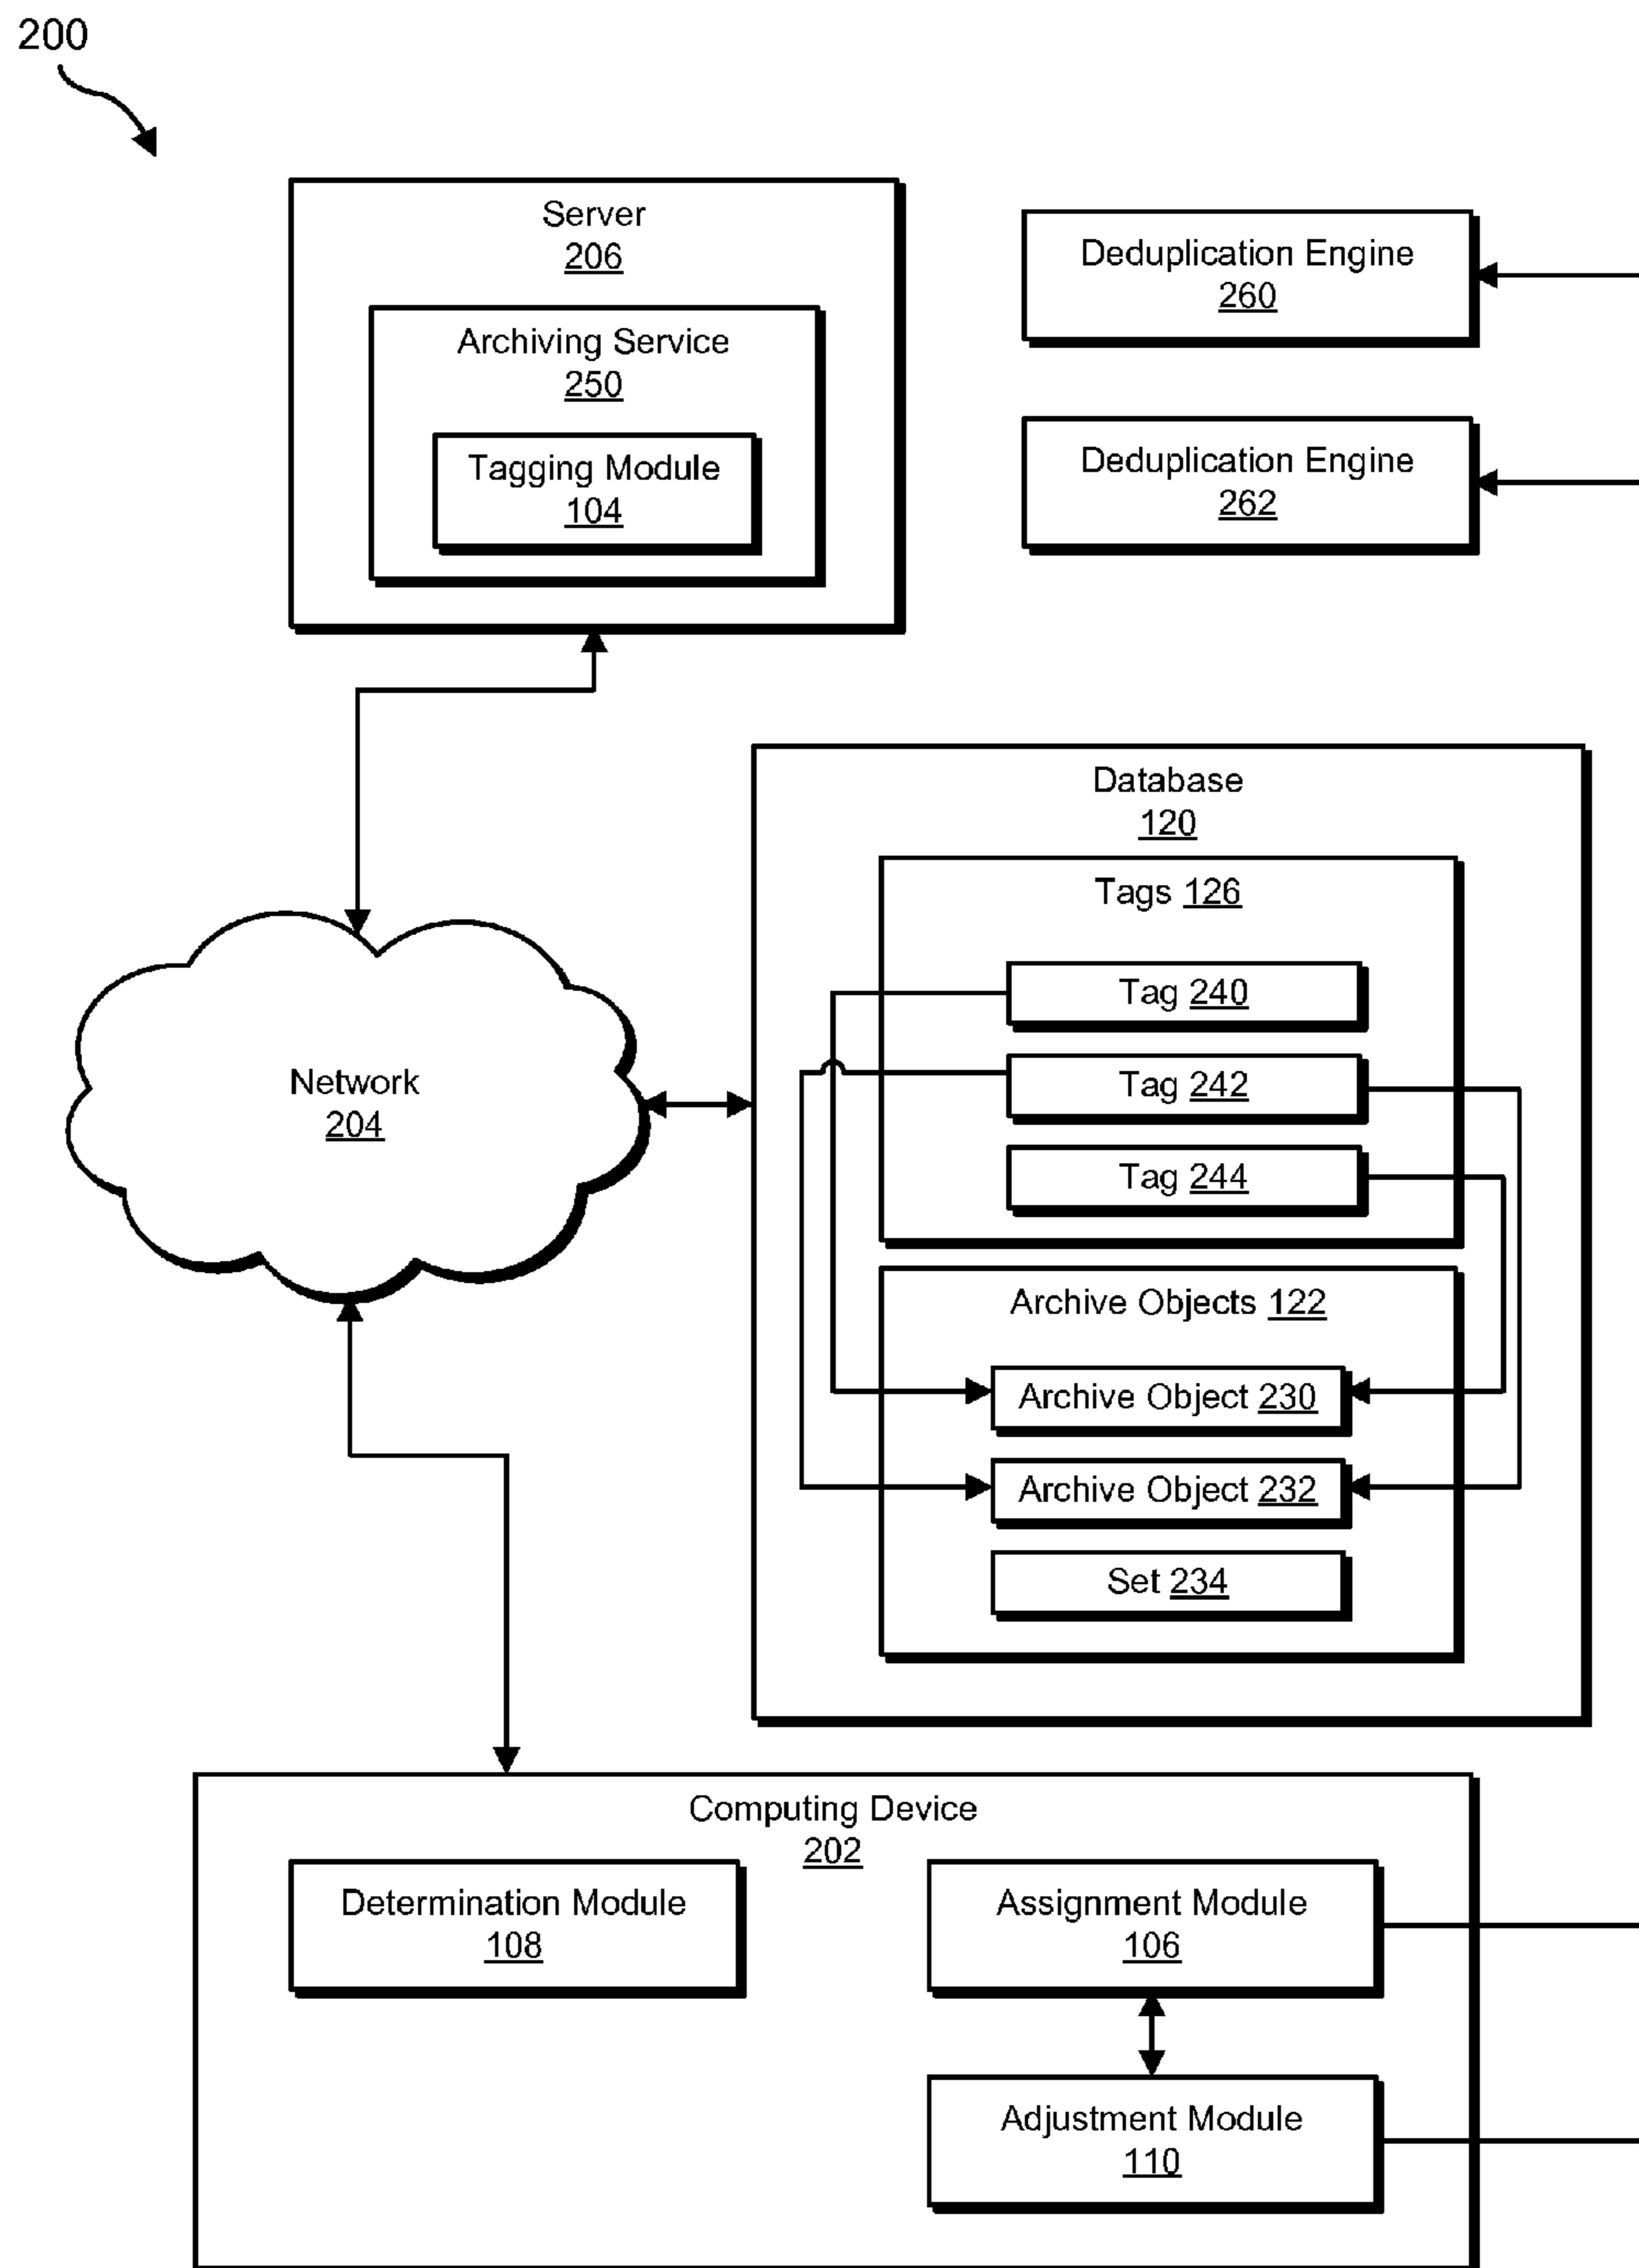 200
Server
206
Archiving Service
250
Tagging Module
104
Deduplication Engine
260
Deduplication Engine
262
Database
120
Tags 126
Tag 240
Tag 242
Tag 244
Network
204
Archive Objects 122
Archive Object 230
Archive Object 232
Set 234
Computing Device
202
Determination Module
108
Assignment Module
106
Adjustment Module
110